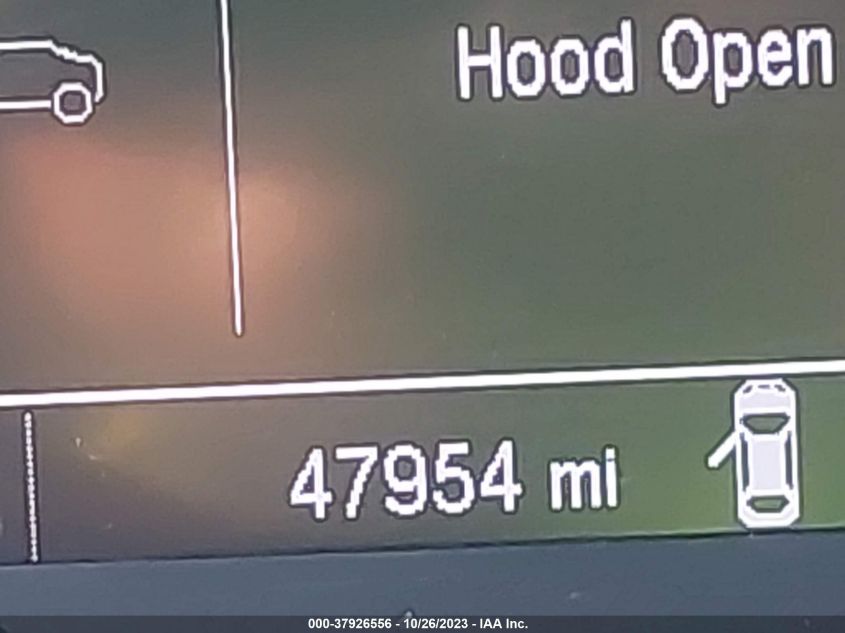 Hood Open
47954 mi
000-37926556 - 10/26/2023 - IAA Inc.